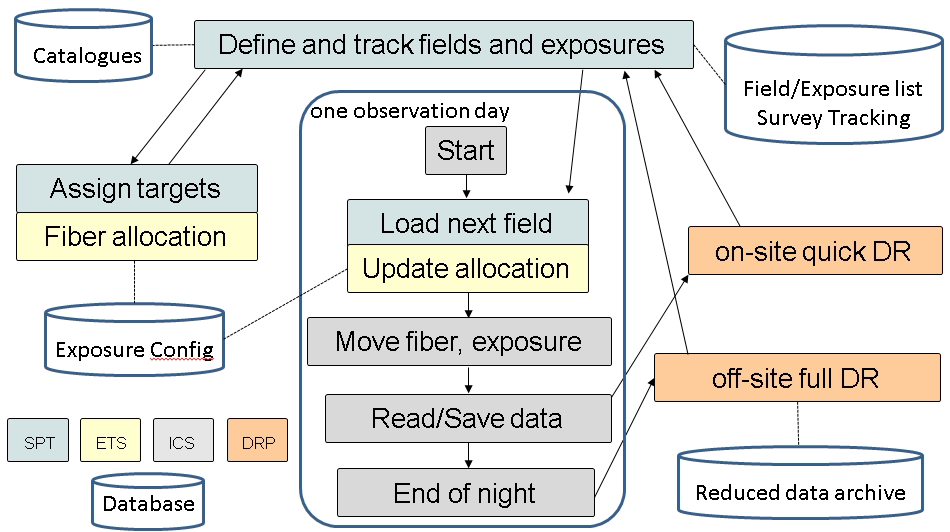 Define and track fields and exposures
Catalogues
Field/Exposure list
Survey Tracking
one observation day
Start
Assign targets
Fiber allocation
Load next field
Update allocation
on-site quick DR
Exposure Config
Move fiber, exposure
off-site full DR
Read/Save data
SPT
ETS
ICS
DRP
End of night
Reduced data archive
Database